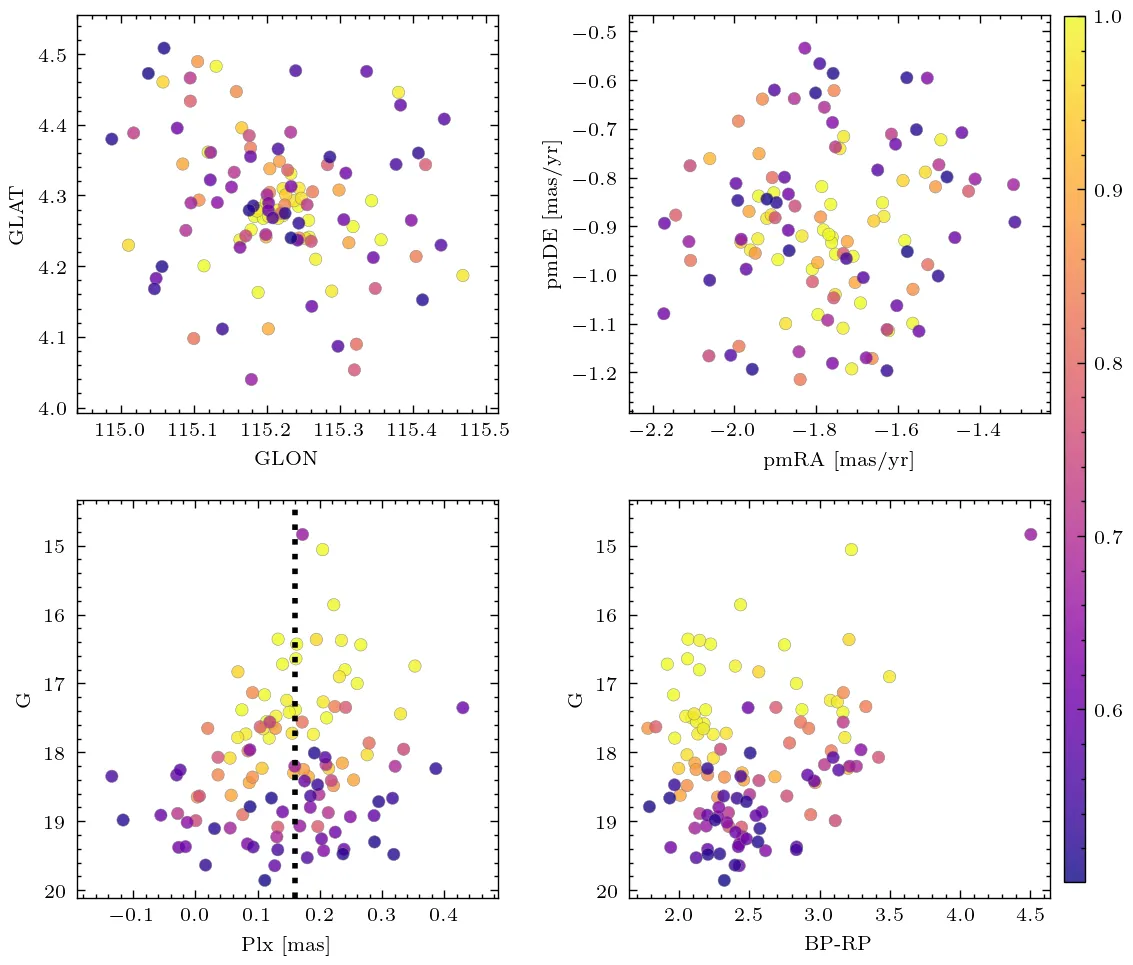 4.5
4.4
4.3
4.2
4.1
4.0
GLAT
115.0 115.1 115.2 115.3 115.4 115.5
GLON
−0.5
−0.6
−0.7
−0.8
−0.9
−1.0
−1.1
−1.2
pmDE [mas/yr]
−2.2 −2.0 −1.8 −1.6 −1.4
pmRA [mas/yr]
1.0
0.9
0.8
0.7
0.6
15
16
17
18
19
20
G
−0.1 0.0 0.1 0.2 0.3 0.4
Plx [mas]
15
16
17
18
19
20
G
2.0 2.5 3.0 3.5 4.0 4.5
BP-RP